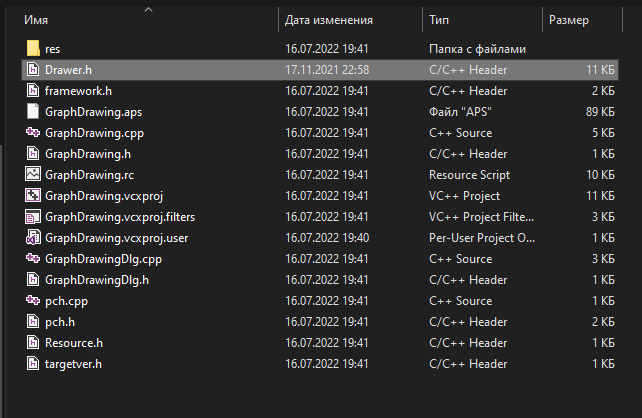 Имя Дата изменения Тип Размер
res 16.07.2022 19:41 Папка с файлами
Drawer.h 17.11.2021 22:58 C/C++ Header 11 КБ
framework.h 16.07.2022 19:41 C/C++ Header 2 КБ
GraphDrawing.aps 16.07.2022 19:41 Файл "APS" 89 КБ
GraphDrawing.cpp 16.07.2022 19:41 C++ Source 5 КБ
GraphDrawing.h 16.07.2022 19:41 C/C++ Header 1 КБ
GraphDrawing.rc 16.07.2022 19:41 Resource Script 10 КБ
GraphDrawing.vcxproj 16.07.2022 19:41 VC++ Project 11 КБ
GraphDrawing.vcxproj.filters 16.07.2022 19:41 VC++ Project Filte... 3 КБ
GraphDrawing.vcxproj.user 16.07.2022 19:40 Per-User Project O... 1 КБ
GraphDrawingDlg.cpp 16.07.2022 19:41 C++ Source 3 КБ
GraphDrawingDlg.h 16.07.2022 19:41 C/C++ Header 1 КБ
pch.cpp 16.07.2022 19:41 C++ Source 1 КБ
pch.h 16.07.2022 19:41 C/C++ Header 2 КБ
Resource.h 16.07.2022 19:41 C/C++ Header 1 КБ
targetver.h 16.07.2022 19:41 C/C++ Header 1 КБ